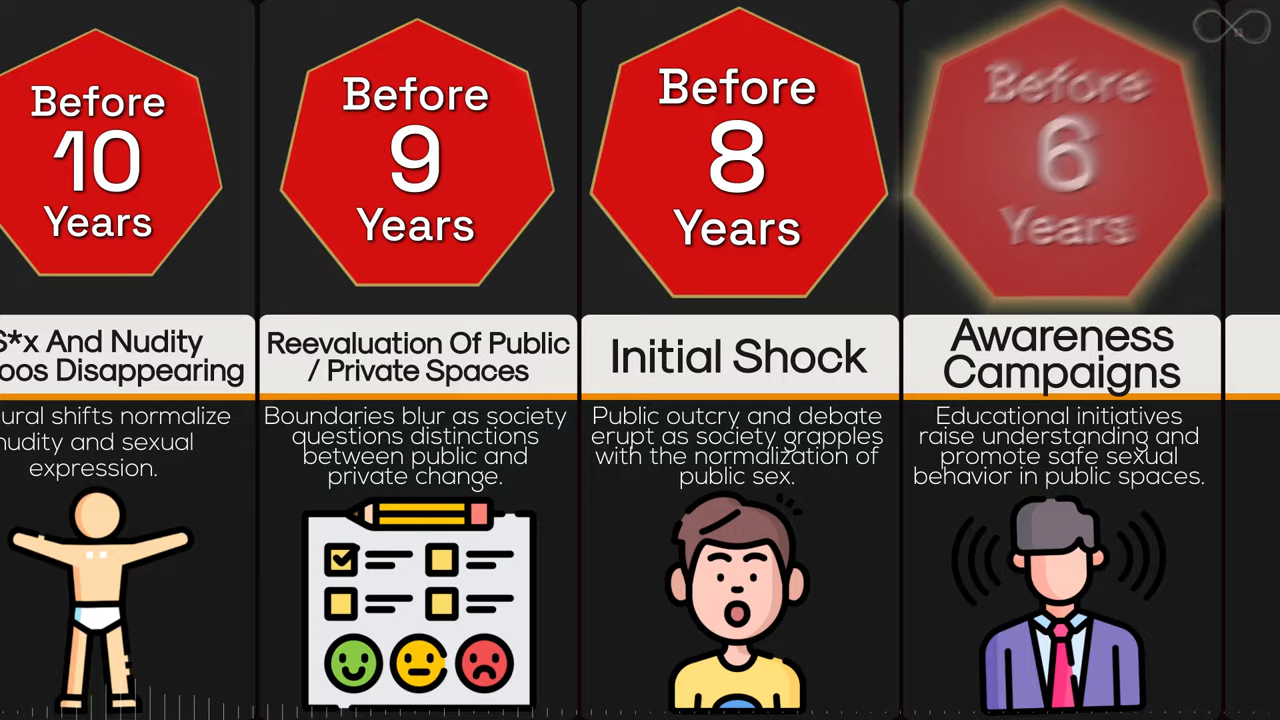 Before
10
Years
S*x And Nudity
oos Disappearing
ural shifts normalize
nudity and sexual
expression.
Before
9
Years
Reevaluation Of Public
/ Private Spaces
Boundaries blur as society
questions distinctions
between public and
private change.
Before
8
Years
Initial Shock
Public outcry and debate
erupt as society grapples
with the normalization of
public sex.
Before
6
Years
Awareness
Campaigns
Educational initiatives
raise understanding and
promote safe sexual
behavior in public spaces.